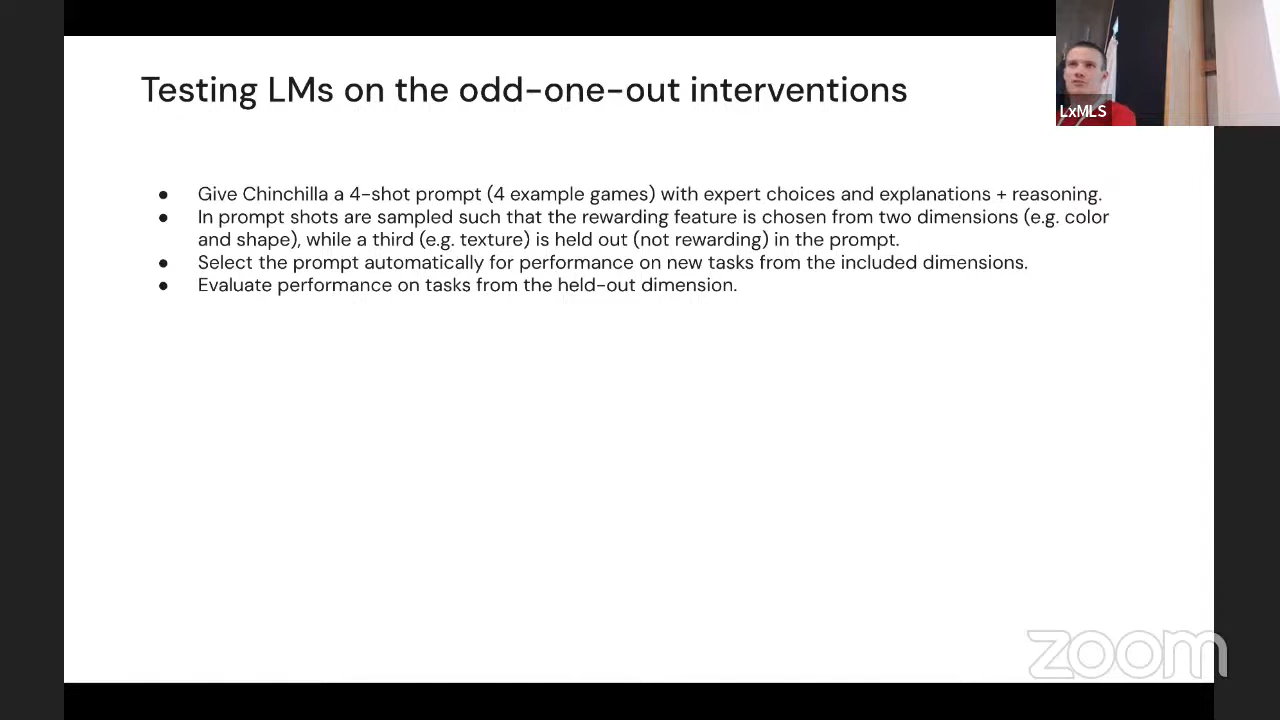 Testing LMs on the odd-one-out interventions
LxMLS
● Give Chinchilla a 4-shot prompt (4 example games) with expert choices and explanations + reasoning.
● In prompt shots are sampled such that the rewarding feature is chosen from two dimensions (e.g. color
and shape), while a third (e.g. texture) is held out (not rewarding) in the prompt.
● Select the prompt automatically for performance on new tasks from the included dimensions.
● Evaluate performance on tasks from the held-out dimension.
zoom